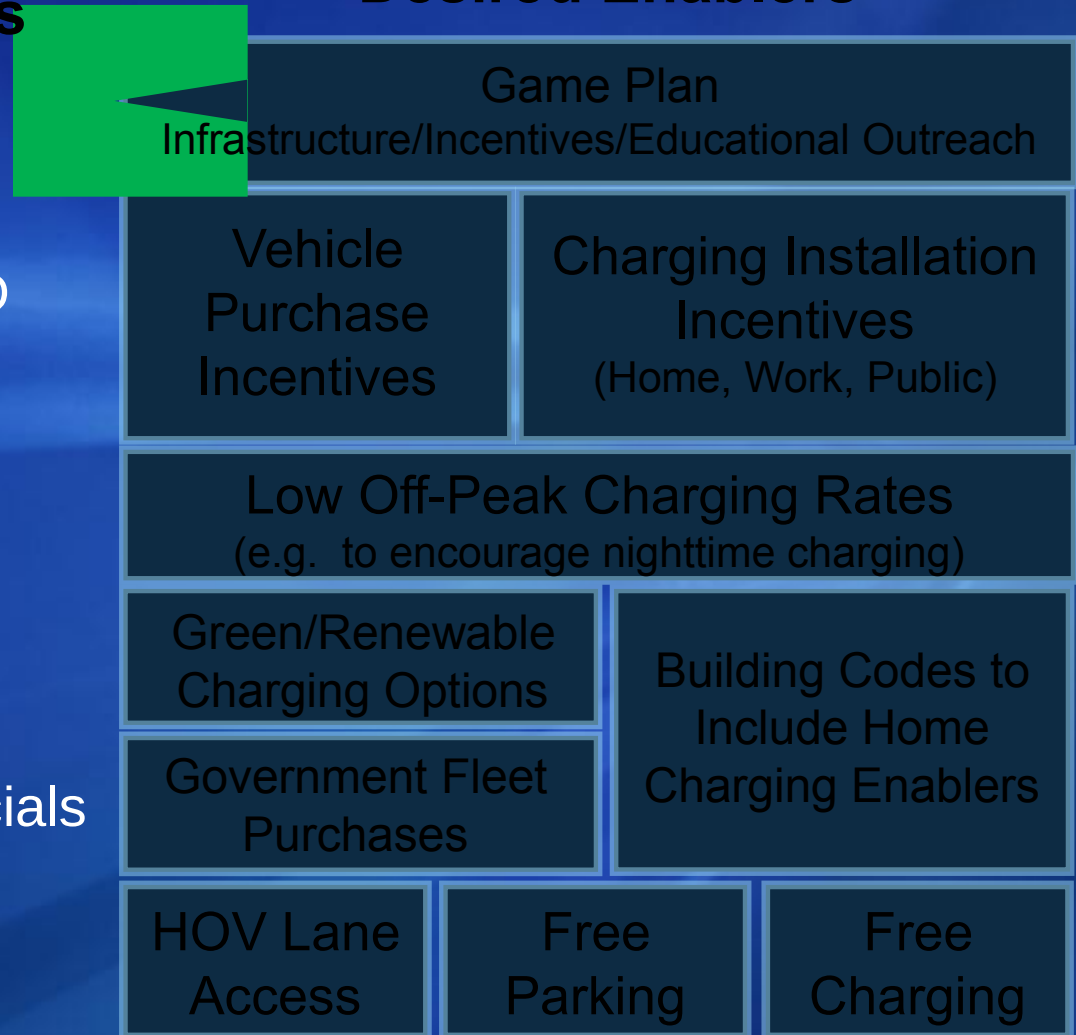 Desired Enablers
Game Plan
Infrastructure/Incentives/Educational Outreach
Vehicle
Purchase
Incentives
Charging Installation
Incentives
(Home, Work, Public)
Low Off-Peak Charging Rates
(e.g. to encourage nighttime charging)
Green/Renewable
Charging Options
Government Fleet
Purchases
Building Codes to
Include Home
Charging Enablers
HOV Lane
Access
Free
Parking
Free
Charging